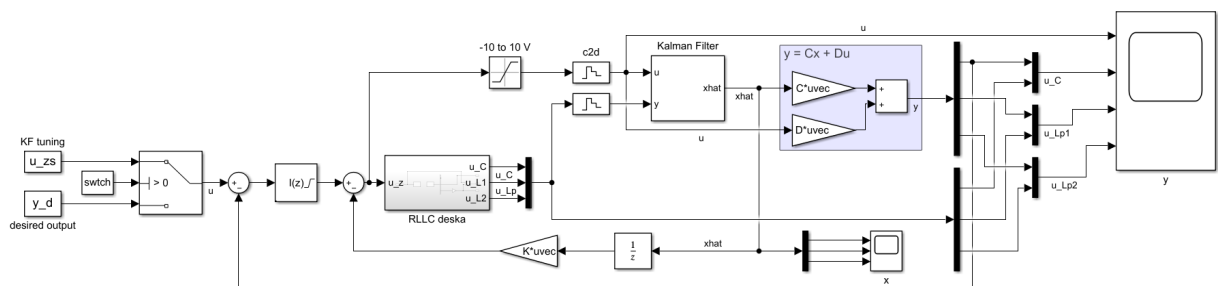 u
-10 to 10 V
c2d
Kalman Filter
u
y
xhat
xhat
y = Cx + Du
C*uvec
D*uvec
+
+
y
u
u_C
u_Lp1
u_Lp2
y
KF tuning
u_zs
swtch
> 0
y_d
desired output
u
+
-
I(z)
+
-
u_z
u_C
u_L1
u_L2
RLLC deska
u_C
u_Lp
K*uvec
1
z
xhat
x